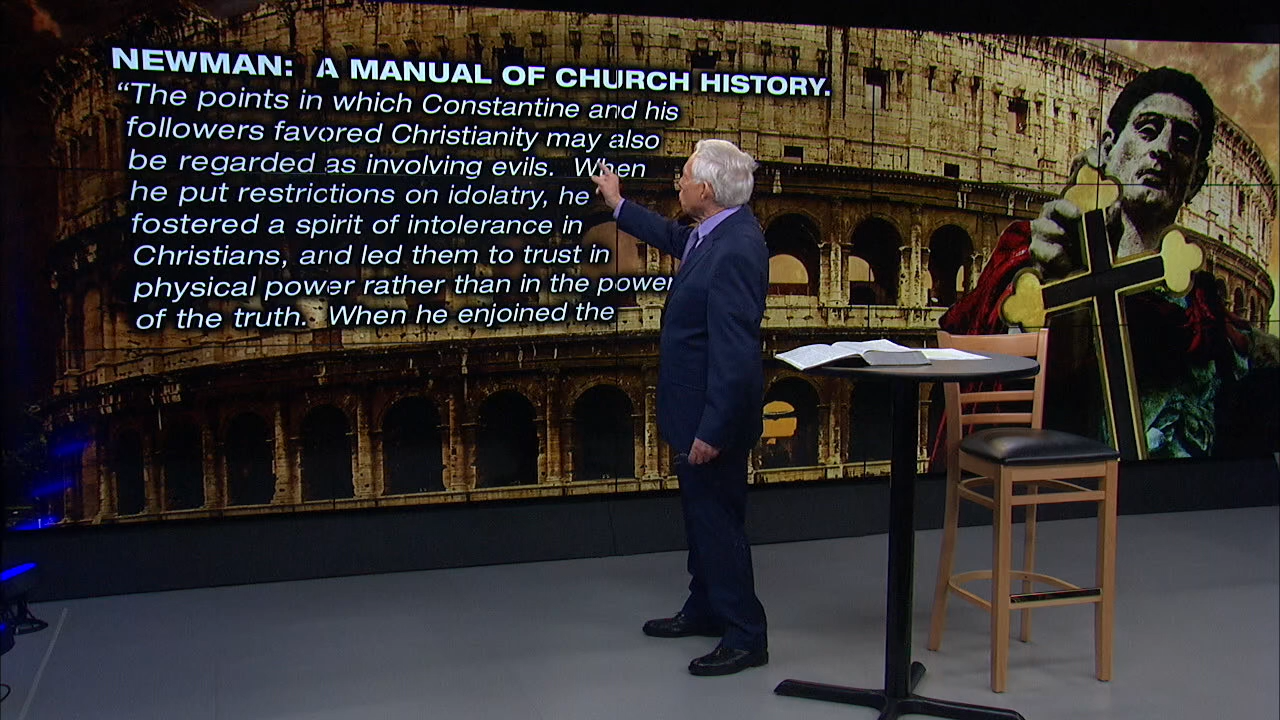 NEWMAN: A MANUAL OF CHURCH HISTORY.
“The points in which Constantine and his
followers favored Christianity may also
be regarded as involving evils. When
he put restrictions on idolatry, he
fostered a spirit of intolerance in
Christians, and led them to trust in
physical power rather than in the power
of the truth. When he enjoined the